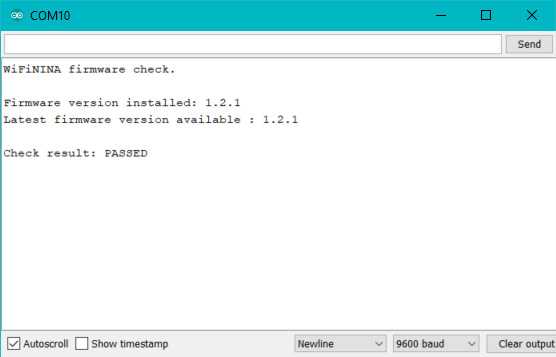 COM10
Send
WiFiNINA firmware check.
Firmware version installed: 1.2.1
Latest firmware version available : 1.2.1
Check result: PASSED
Autoscroll Show timestamp Newline 9600 baud Clear output